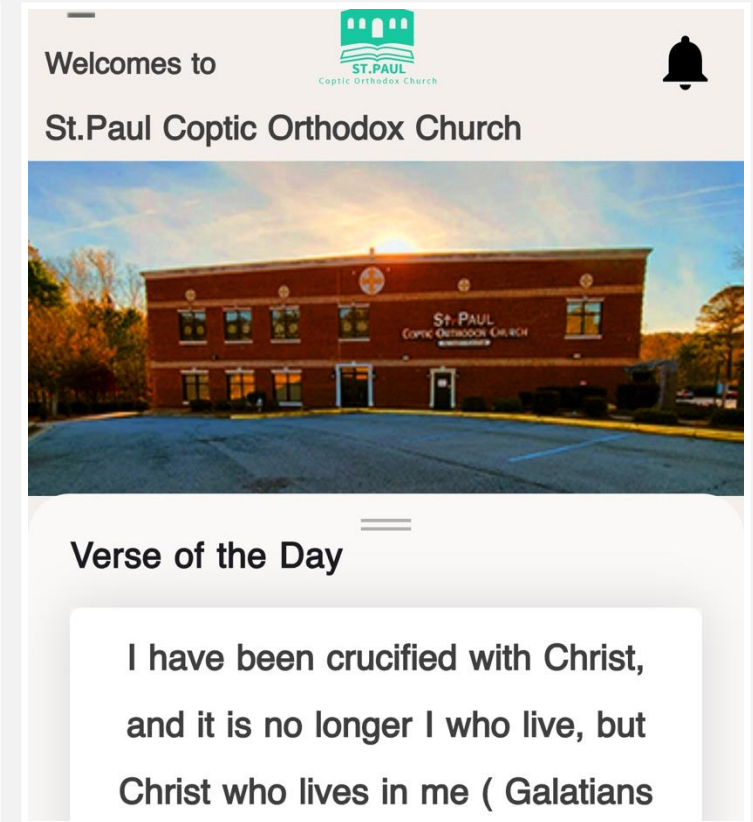 Welcomes to
ST.PAUL
Coptic Orthodox Church
St.Paul Coptic Orthodox Church
ST. PAUL
COPTIC ORTHODOX CHURCH
Verse of the Day
I have been crucified with Christ,
and it is no longer I who live, but
Christ who lives in me ( Galatians